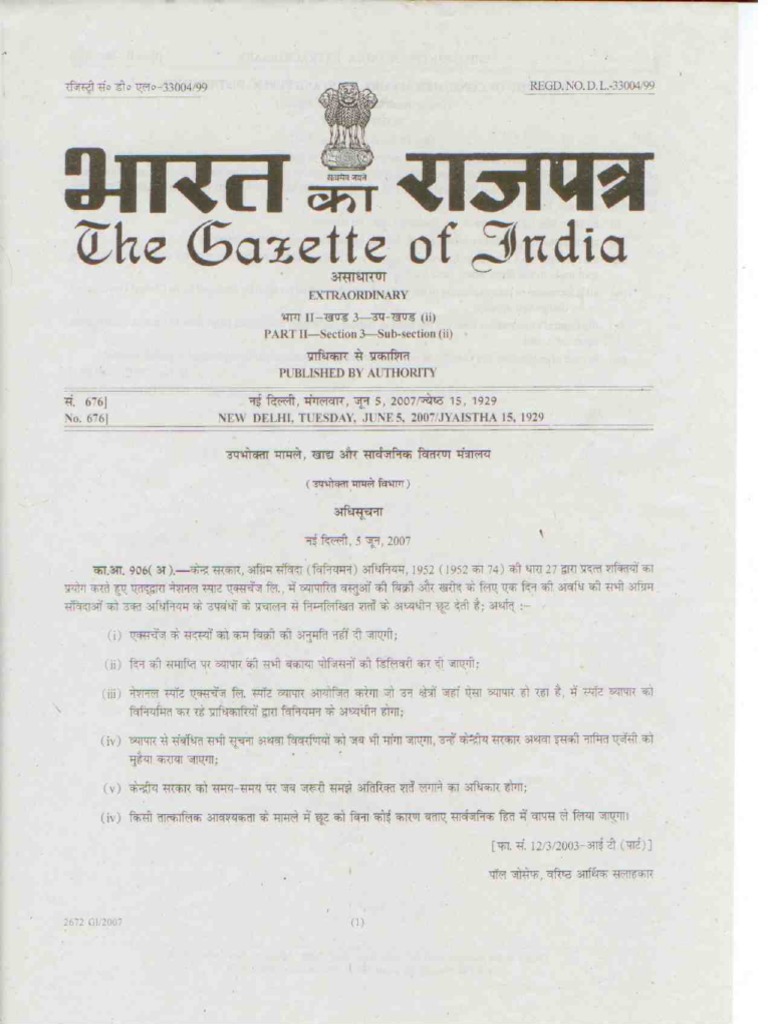 रजिस्ट्री सं० डी० एल०-33004/99
REGD. NO. D. L.-33004/99
सत्यमेव जयते
भारत का राजपत्र
The Gazette of India
असाधारण
EXTRAORDINARY
भाग II—खण्ड 3—उप-खण्ड (ii)
PART II—Section 3—Sub-section (ii)
प्राधिकार से प्रकाशित
PUBLISHED BY AUTHORITY
सं. 676] नई दिल्ली, मंगलवार, जून 5, 2007/ज्येष्ठ 15, 1929
No. 676] NEW DELHI, TUESDAY, JUNE 5, 2007/JYAISTHA 15, 1929
उपभोक्ता मामले, खाद्य और सार्वजनिक वितरण मंत्रालय
( उपभोक्ता मामले विभाग )
अधिसूचना
नई दिल्ली, 5 जून, 2007
का.आ. 906( अ ).—केन्द्र सरकार, अग्रिम संविदा (विनियमन) अधिनियम, 1952 (1952 का 74) की धारा 27 द्वारा प्रदत्त शक्तियों का
प्रयोग करते हुए एतद्द्वारा नेशनल स्पाट एक्सचेंज लि., में व्यापारित वस्तुओं की बिक्री और खरीद के लिए एक दिन की अवधि की सभी अग्रिम
संविदाओं को उक्त अधिनियम के उपबंधों के प्रचालन से निम्नलिखित शर्तों के अध्यधीन छूट देती है; अर्थात् :—
(i) एक्सचेंज के सदस्यों को कम बिक्री की अनुमति नहीं दी जाएगी;
(ii) दिन की समाप्ति पर व्यापार की सभी बकाया पोजिसनों की डिलिवरी कर दी जाएगी;
(iii) नेशनल स्पॉट एक्सचेंज लि. स्पॉट व्यापार आयोजित करेगा जो उन क्षेत्रों जहां ऐसा व्यापार हो रहा है, में स्पॉट व्यापार को
विनियमित कर रहे प्राधिकारियों द्वारा विनियमन के अध्यधीन होगा;
(iv) व्यापार से संबंधित सभी सूचना अथवा विवरणियों को जब भी मांगा जाएगा, उन्हें केन्द्रीय सरकार अथवा इसकी नामित एजेंसी को
मुहैया कराया जाएगा;
(v) केन्द्रीय सरकार को समय-समय पर जब जरूरी समझे अतिरिक्त शर्तें लगाने का अधिकार होगा;
(iv) किसी तात्कालिक आवश्यकता के मामले में छूट को बिना कोई कारण बताए सार्वजनिक हित में वापस ले लिया जाएगा।
[ फा. सं. 12/3/2003-आई टी (पार्ट) ]
पॉल जोसेफ, वरिष्ठ आर्थिक सलाहकार
2672 GI/2007
(1)